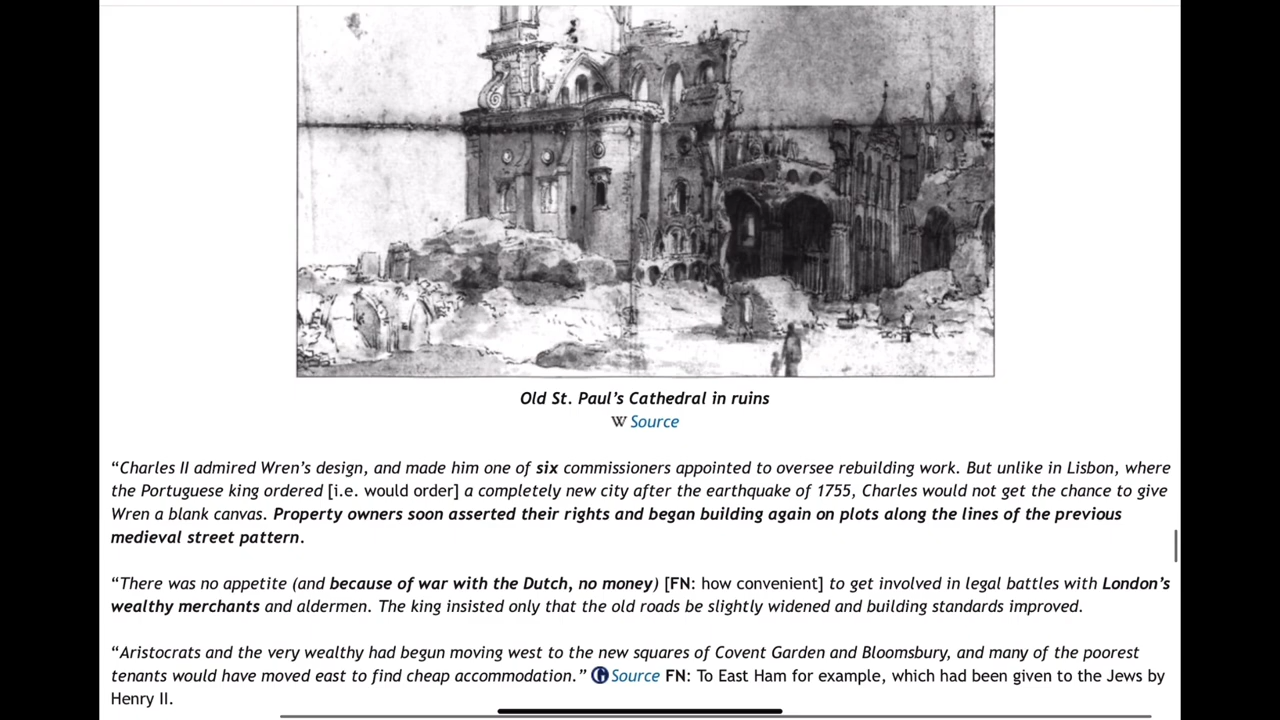 Old St. Paul’s Cathedral in ruins
W Source
“Charles II admired Wren’s design, and made him one of six commissioners appointed to oversee rebuilding work. But unlike in Lisbon, where
the Portuguese king ordered [i.e. would order] a completely new city after the earthquake of 1755, Charles would not get the chance to give
Wren a blank canvas. Property owners soon asserted their rights and began building again on plots along the lines of the previous
medieval street pattern.
“There was no appetite (and because of war with the Dutch, no money) [FN: how convenient] to get involved in legal battles with London’s
wealthy merchants and aldermen. The king insisted only that the old roads be slightly widened and building standards improved.
“Aristocrats and the very wealthy had begun moving west to the new squares of Covent Garden and Bloomsbury, and many of the poorest
tenants would have moved east to find cheap accommodation.” G Source FN: To East Ham for example, which had been given to the Jews by
Henry II.